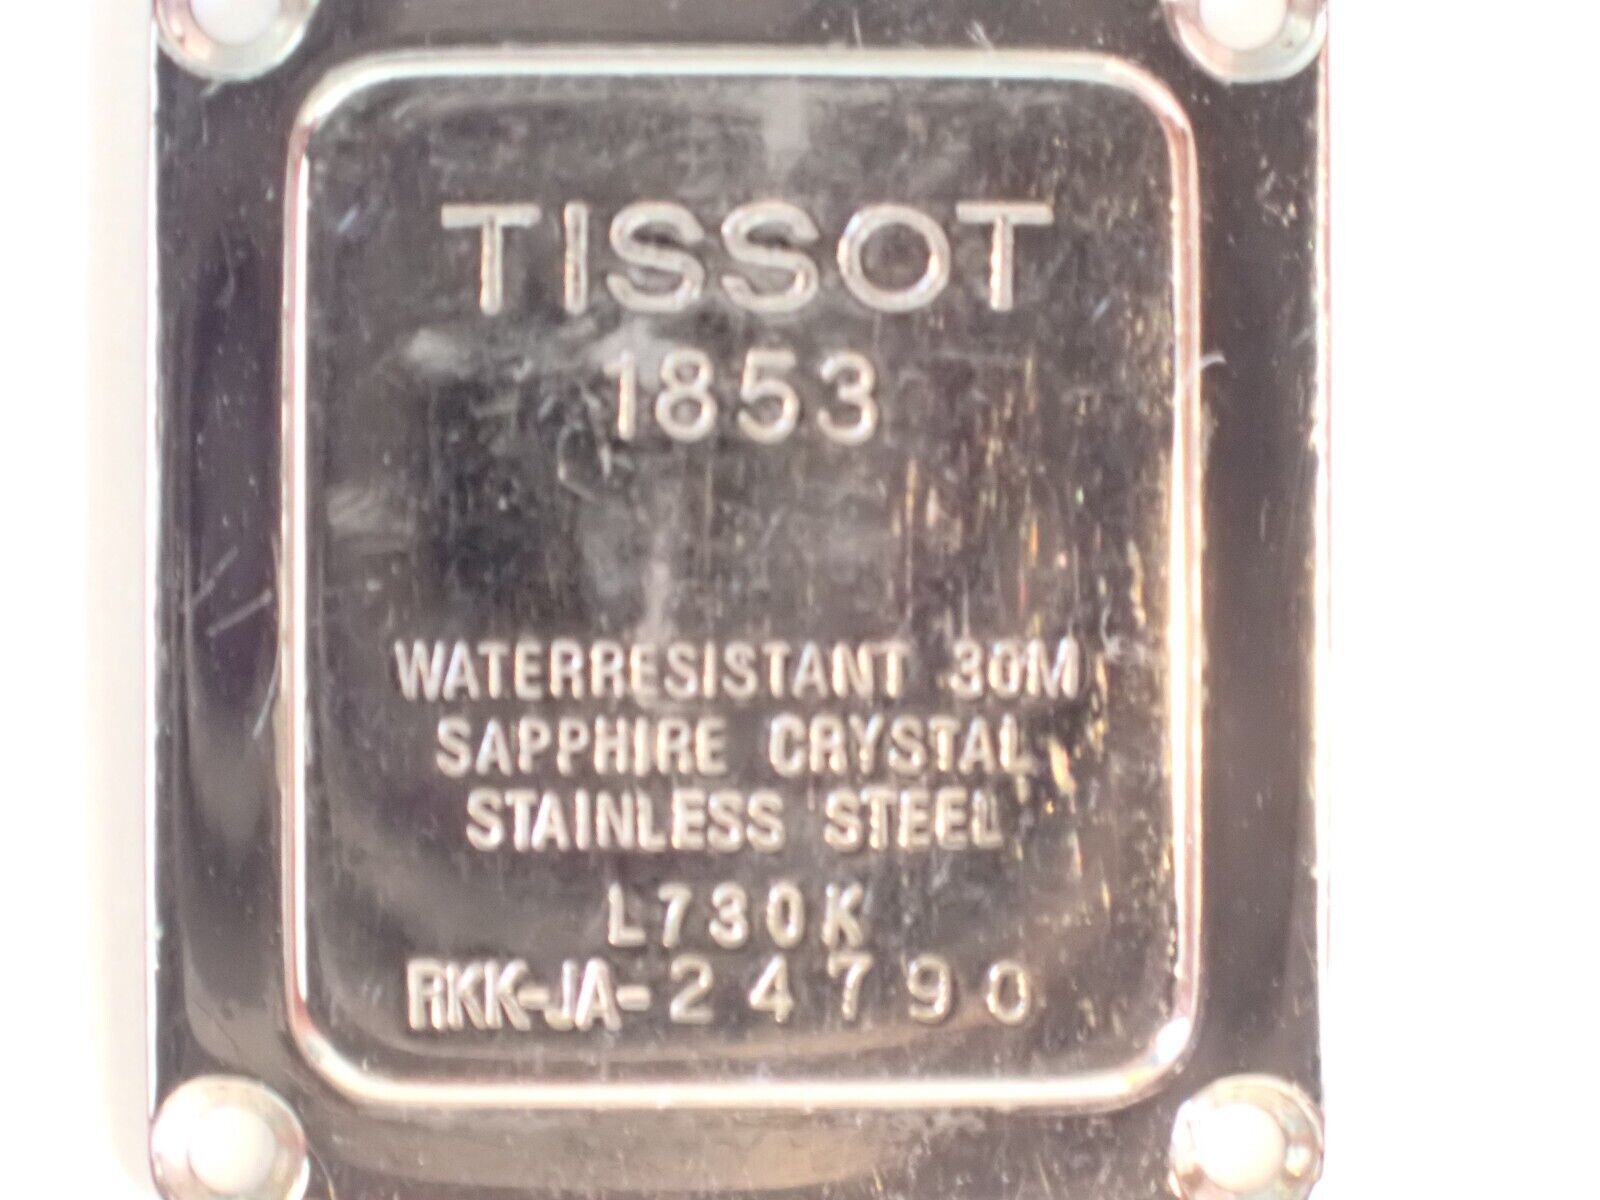 TISSOT
1853
WATERRESISTANT 30M
SAPPHIRE CRYSTAL
STAINLESS STEEL
L730K
RKK-JA-24790